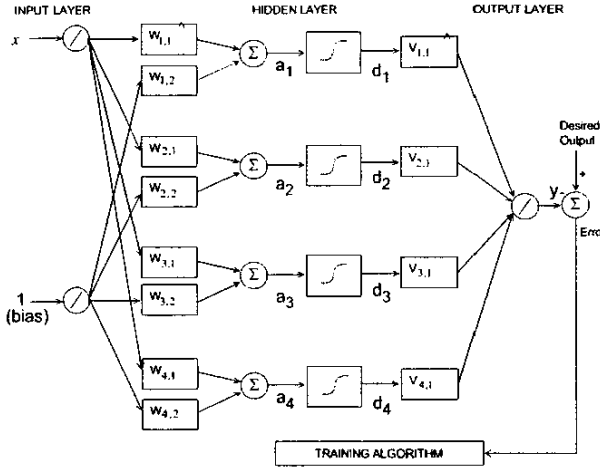 INPUT LAYER HIDDEN LAYER OUTPUT LAYER
x
w1,1
w1,2
Σ
a1
d1
v1,1
w2,1
w2,2
Σ
a2
d2
v2,1
Desired
Output
+
y
-
Σ
Erro
w3,1
w3,2
Σ
a3
d3
v3,1
1
(bias)
w4,1
w4,2
Σ
a4
d4
v4,1
TRAINING ALGORITHM